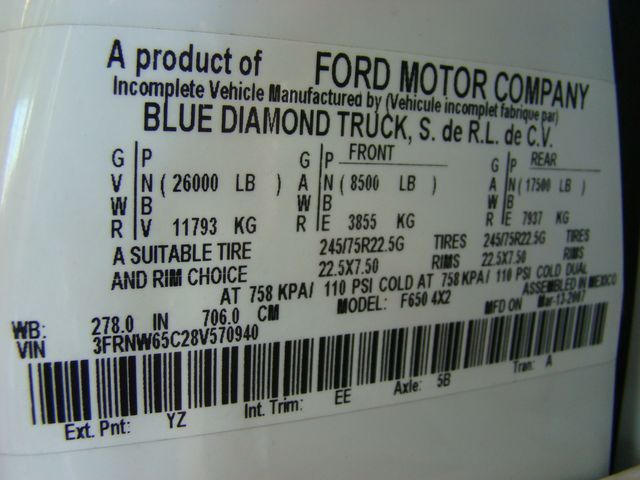 A product of FORD MOTOR COMPANY
Incomplete Vehicle Manufactured by (Vehicule incomplet fabrique par)
BLUE DIAMOND TRUCK, S. de R.L. de C.V.
G P G P FRONT G P REAR
V N ( 26000 LB ) A N ( 8500 LB ) A N ( 17500 LB )
W B W B W B
R V 11793 KG R E 3855 KG R E 7937 KG
A SUITABLE TIRE 245/75R22.5G TIRES 245/75R22.5G TIRES
AND RIM CHOICE 22.5X7.50 RIMS 22.5X7.50 RIMS
AT 758 KPA/ 110 PSI COLD AT 758 KPA/ 110 PSI COLD DUAL
ASSEMBLED IN MEXICO
WB: 278.0 IN 706.0 CM MODEL: F650 4X2 MFD ON Mar-13-2007
VIN 3FRNW65C28V570940
Ext. Pnt: YZ Int. Trim: EE Axle: 5B Tran: A